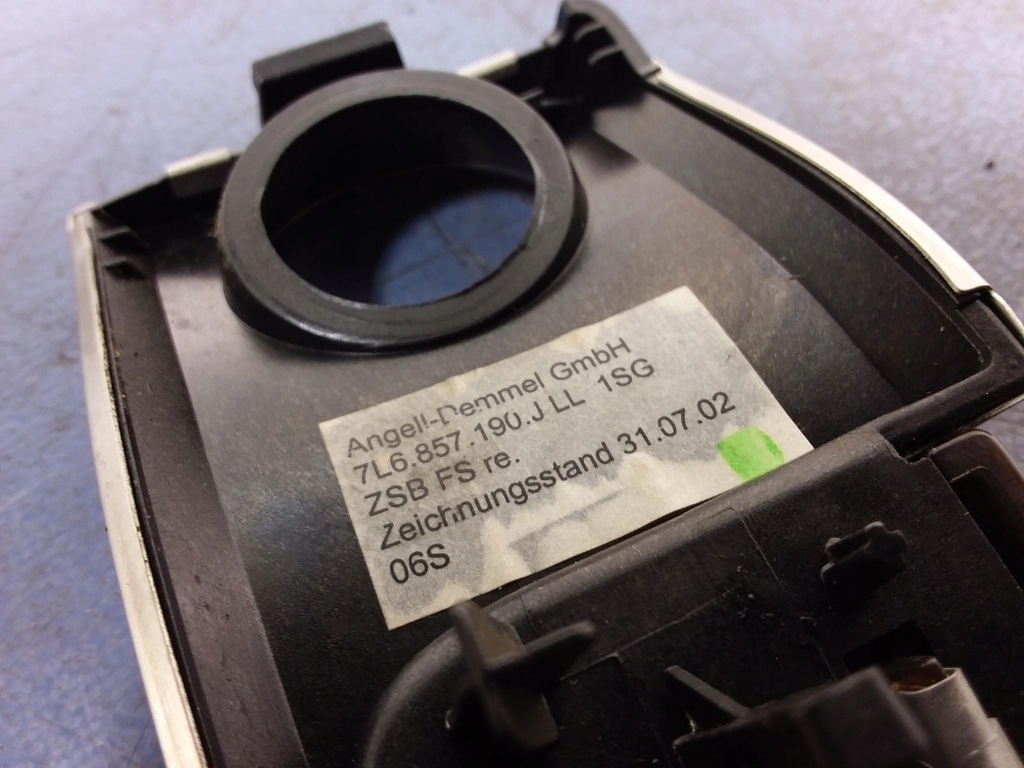 Angell-Demmel GmbH
7L6.857.190.J LL 1SG
ZSB FS re.
Zeichnungsstand 31.07.02
06S